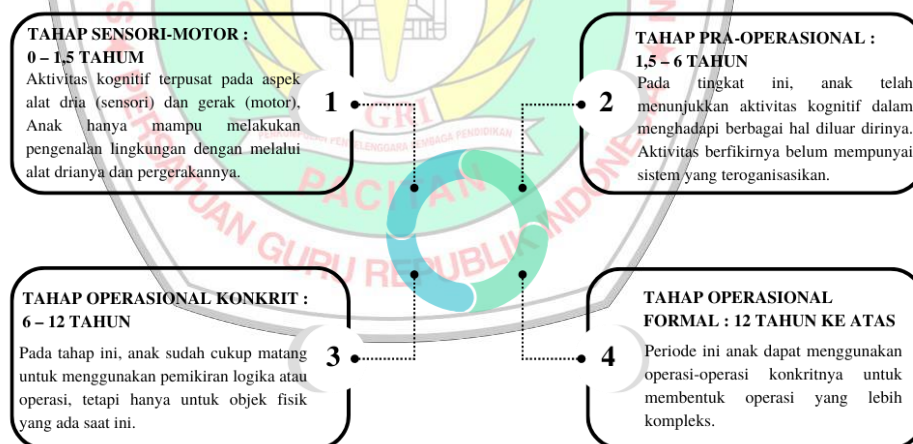 TAHAP SENSORI-MOTOR :
0 – 1,5 TAHUM
Aktivitas kognitif terpusat pada aspek
alat dria (sensori) dan gerak (motor).
Anak hanya mampu melakukan
pengenalan lingkungan dengan melalui
alat drianya dan pergerakannya.
1
TAHAP PRA-OPERASIONAL :
1,5 – 6 TAHUN
Pada tingkat ini, anak telah
menunjukkan aktivitas kognitif dalam
menghadapi berbagai hal diluar dirinya.
Aktivitas berfikirnya belum mempunyai
sistem yang teroganisasikan.
2
TAHAP OPERASIONAL KONKRIT :
6 – 12 TAHUN
Pada tahap ini, anak sudah cukup matang
untuk menggunakan pemikiran logika atau
operasi, tetapi hanya untuk objek fisik
yang ada saat ini.
3
TAHAP OPERASIONAL
FORMAL : 12 TAHUN KE ATAS
Periode ini anak dapat menggunakan
operasi-operasi konkritnya untuk
membentuk operasi yang lebih
kompleks.
4
GRI
LEMBAGA PENDIDIKAN
PACITAN
PERSATUAN GURU REPUBLIK INDONESIA